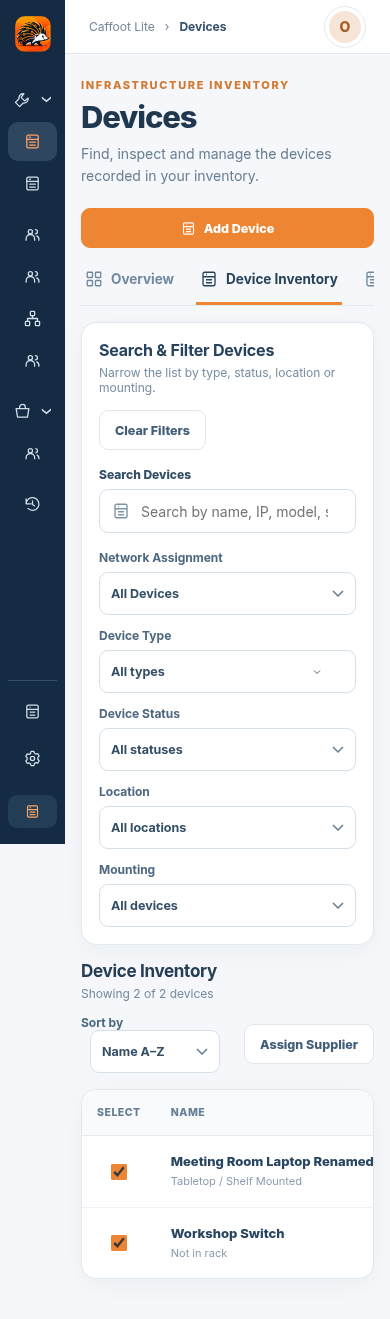 Caffoot Lite › Devices
O
INFRASTRUCTURE INVENTORY
Devices
Find, inspect and manage the devices
recorded in your inventory.
Add Device
Overview
Device Inventory
Search & Filter Devices
Narrow the list by type, status, location or
mounting.
Clear Filters
Search Devices
Search by name, IP, model, s
Network Assignment
All Devices
Device Type
All types
Device Status
All statuses
Location
All locations
Mounting
All devices
Device Inventory
Showing 2 of 2 devices
Sort by
Name A–Z
Assign Supplier
SELECT NAME
Meeting Room Laptop Renamed
Tabletop / Shelf Mounted
Workshop Switch
Not in rack